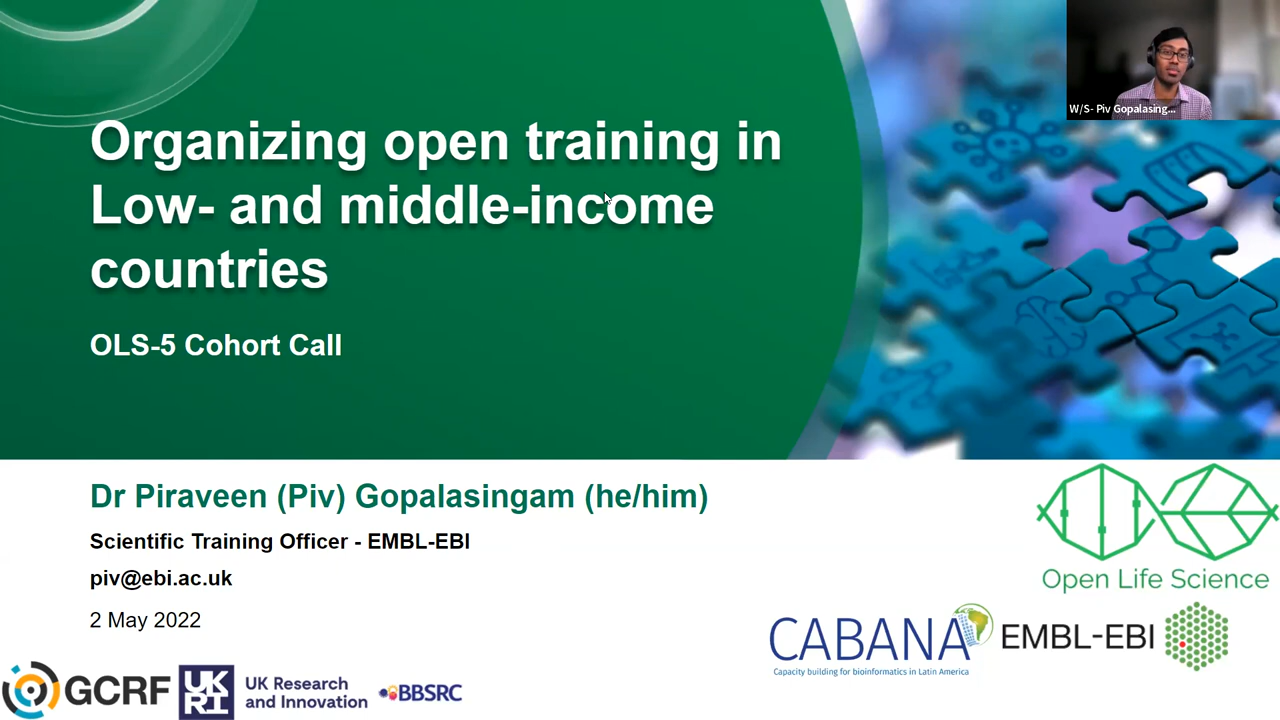 W/S- Piv Gopalasing...
Organizing open training in
Low- and middle-income
countries
OLS-5 Cohort Call
Dr Piraveen (Piv) Gopalasingam (he/him)
Scientific Training Officer - EMBL-EBI
piv@ebi.ac.uk
2 May 2022
Open Life Science
CABANA
Capacity building for bioinformatics in Latin America
EMBL-EBI
GCRF
UK
RI
UK Research
and Innovation
BBSRC